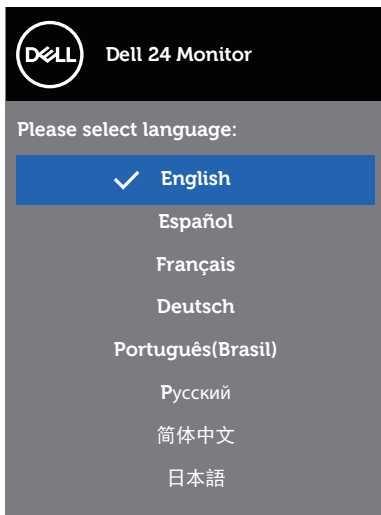 DELL
Dell 24 Monitor
Please select language:
English
Español
Français
Deutsch
Português(Brasil)
Русский
简体中文
日本語